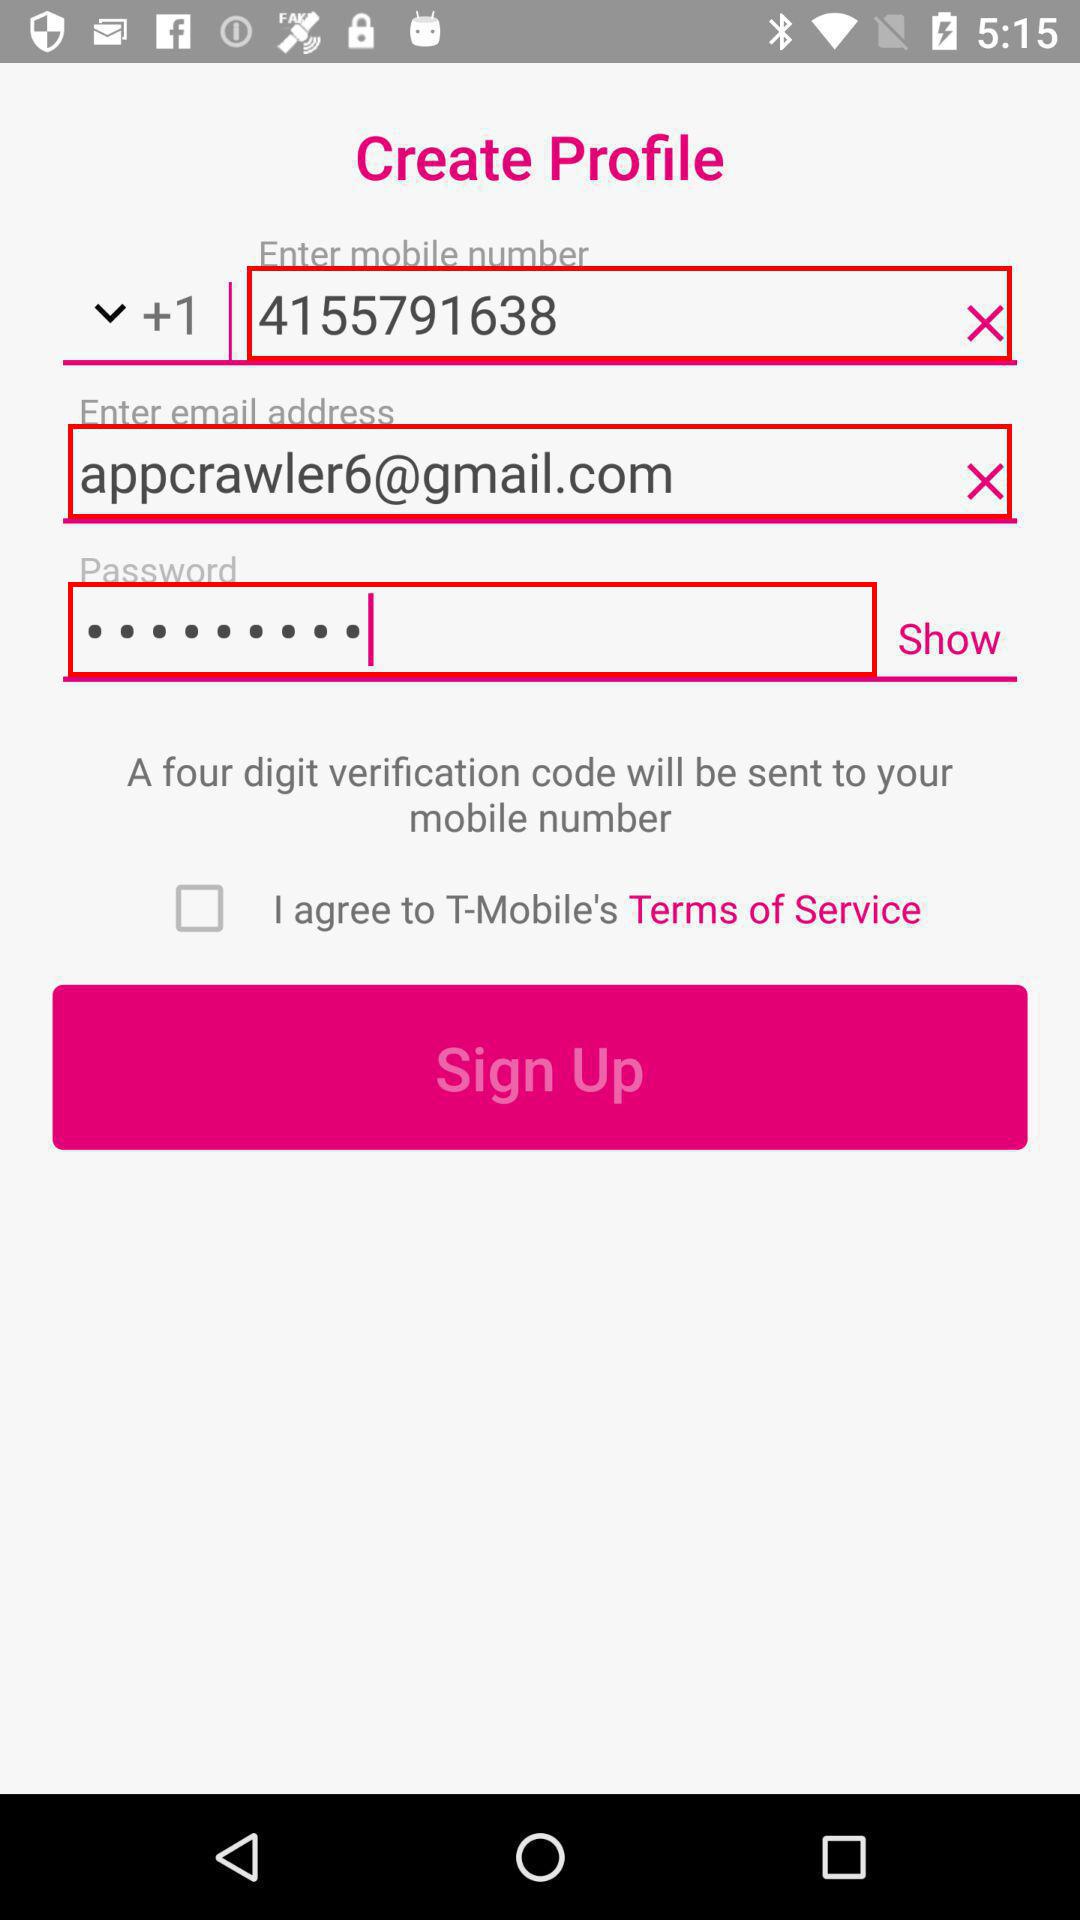 FAKE
5:15
Create Profile
Enter mobile number
+1 4155791638
Enter email address
appcrawler6@gmail.com
Password
•••••••••
Show
A four digit verification code will be sent to your
mobile number
I agree to T-Mobile's Terms of Service
Sign Up